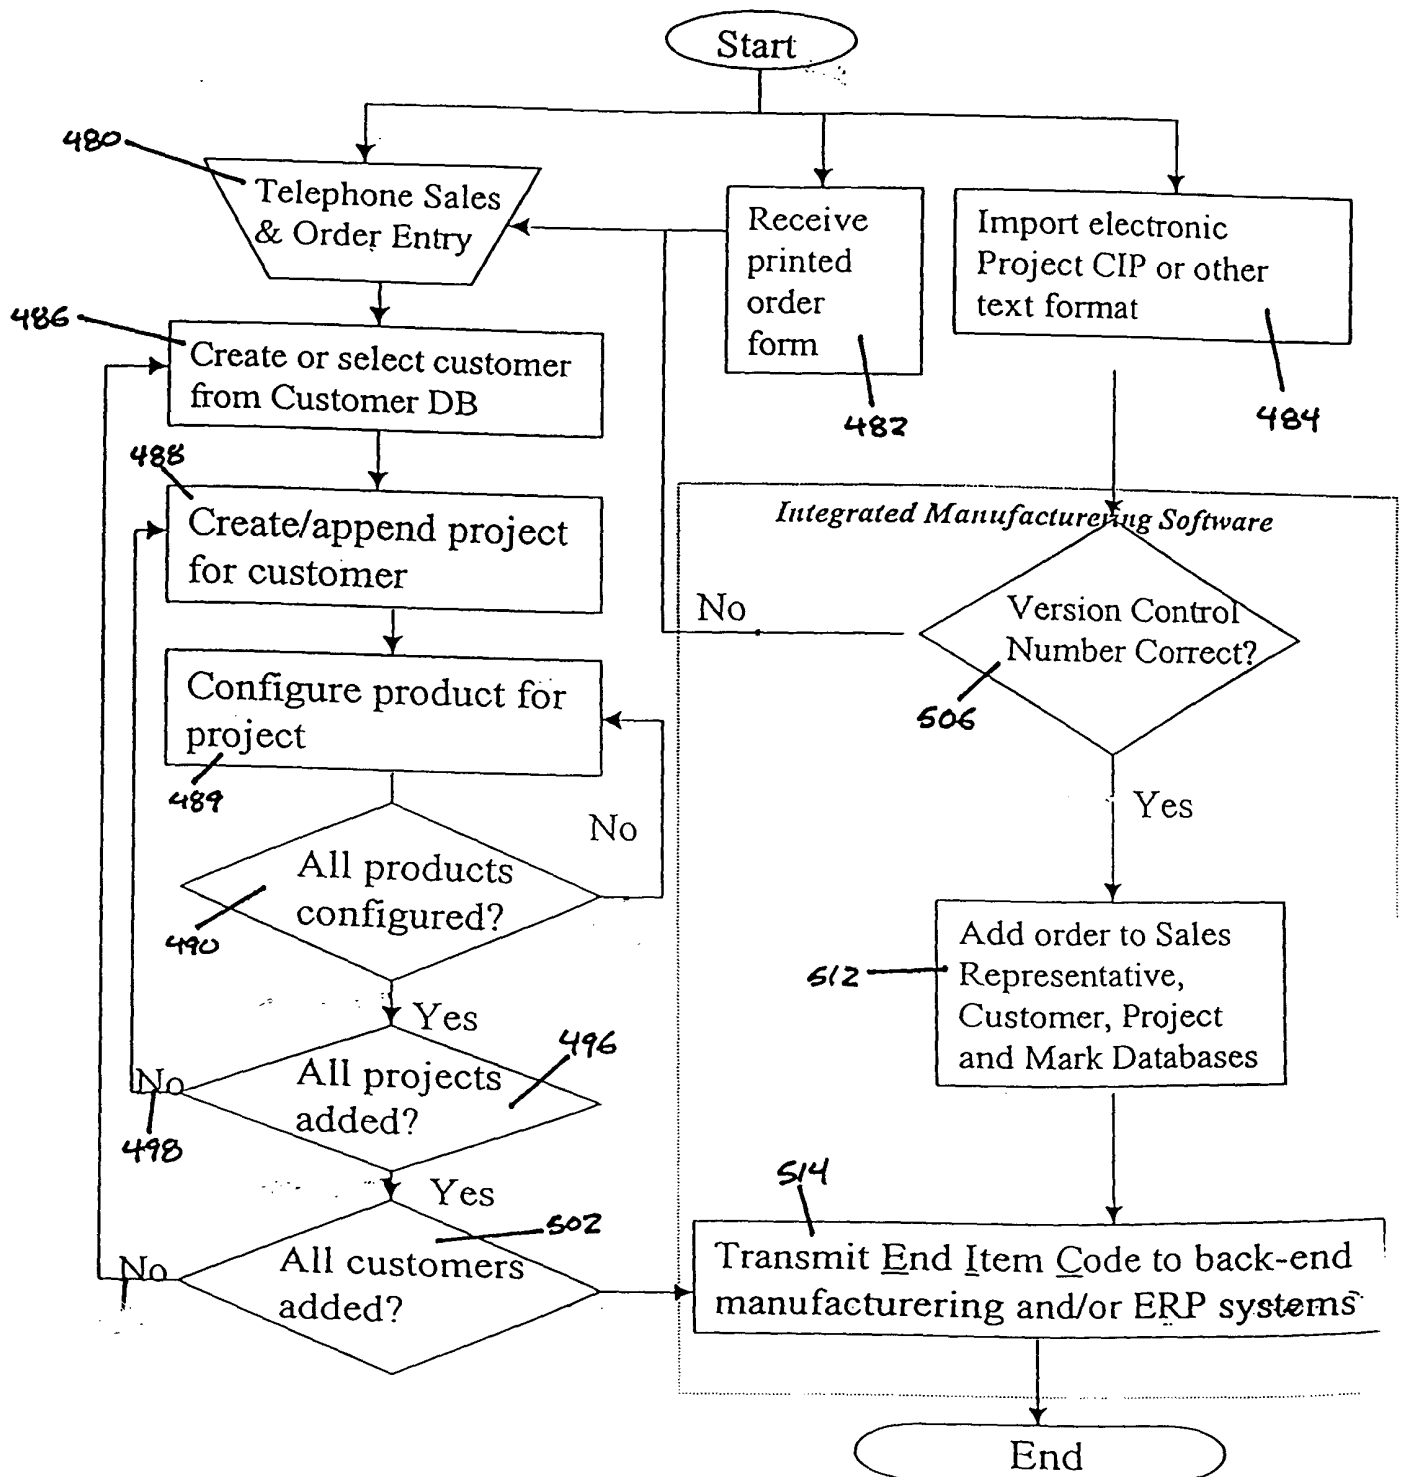 Start
480
Telephone Sales
& Order Entry
Receive
printed
order
form
482
Import electronic
Project CIP or other
text format
484
486
Create or select customer
from Customer DB
488
Create/append project
for customer
Integrated Manufacturering Software
No
Version Control
Number Correct?
506
Configure product for
project
489
No
Yes
All products
configured?
490
Add order to Sales
Representative,
Customer, Project
and Mark Databases
512
Yes
496
All projects
added?
No
498
Yes
514
502
All customers
added?
No
Transmit End Item Code to back-end
manufacturering and/or ERP systems
End